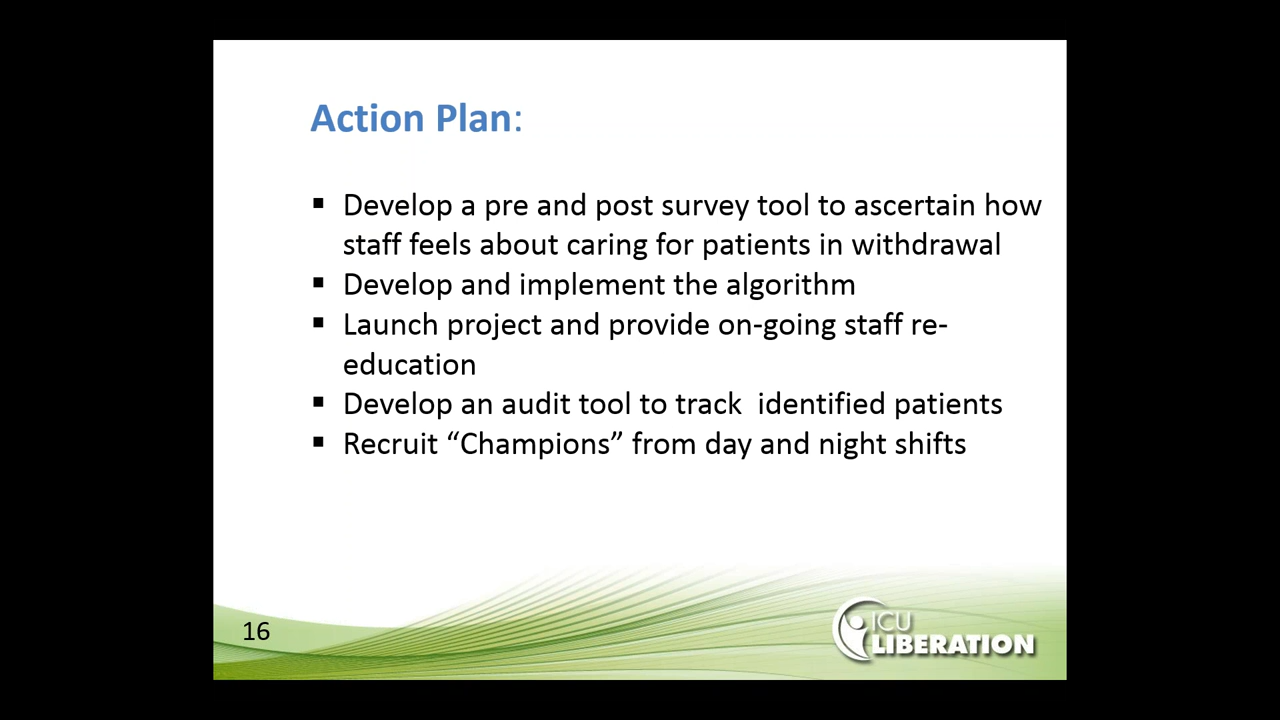 Action Plan:
▪ Develop a pre and post survey tool to ascertain how
staff feels about caring for patients in withdrawal
▪ Develop and implement the algorithm
▪ Launch project and provide on-going staff re-
education
▪ Develop an audit tool to track  identified patients
▪ Recruit “Champions” from day and night shifts
16
ICU
LIBERATION